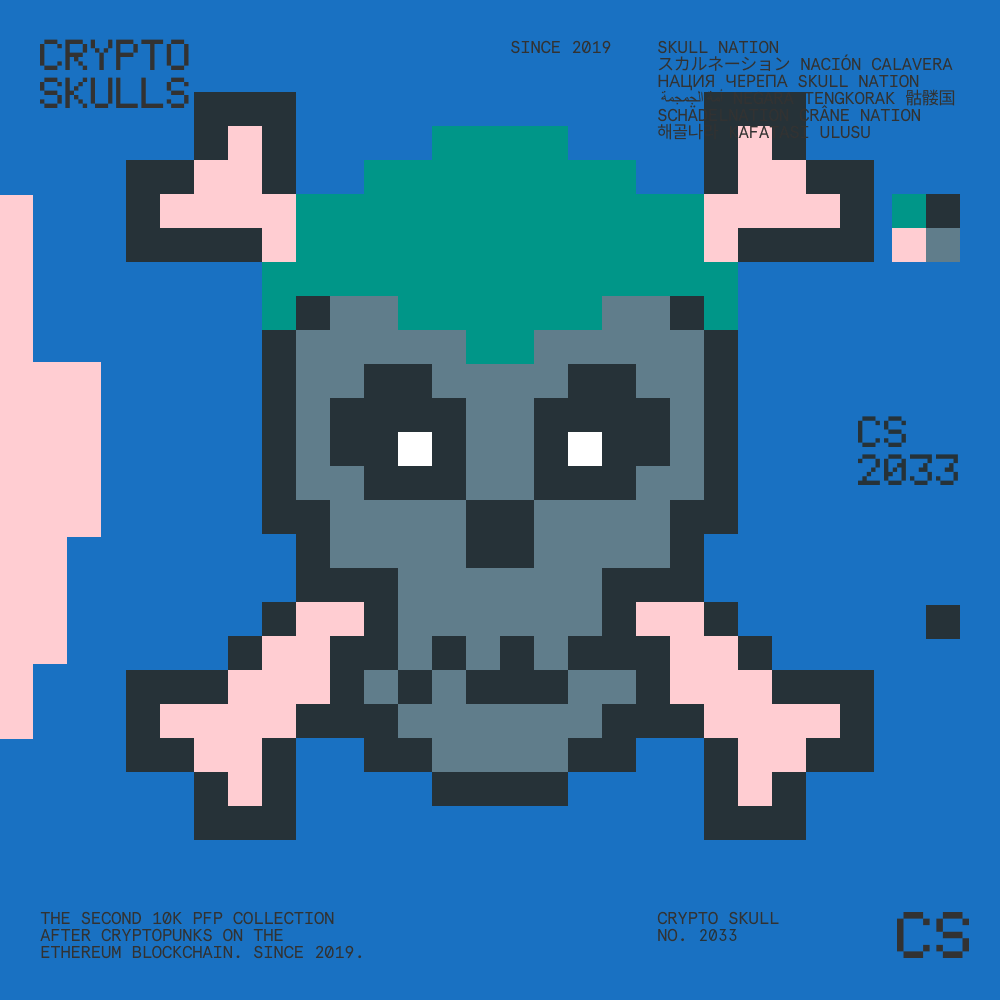 CRYPTO
SKULLS
SINCE 2019
SKULL NATION
スカルネーション NACIÓN CALAVERA
НАЦИЯ ЧЕРЕПА SKULL NATION
TENGKORAK 骷髅国
CRÂNE NATION
ULUSU
CS
2033
THE SECOND 10K PFP COLLECTION
AFTER CRYPTOPUNKS ON THE
ETHEREUM BLOCKCHAIN. SINCE 2019.
CRYPTO SKULL
NO. 2033
CS